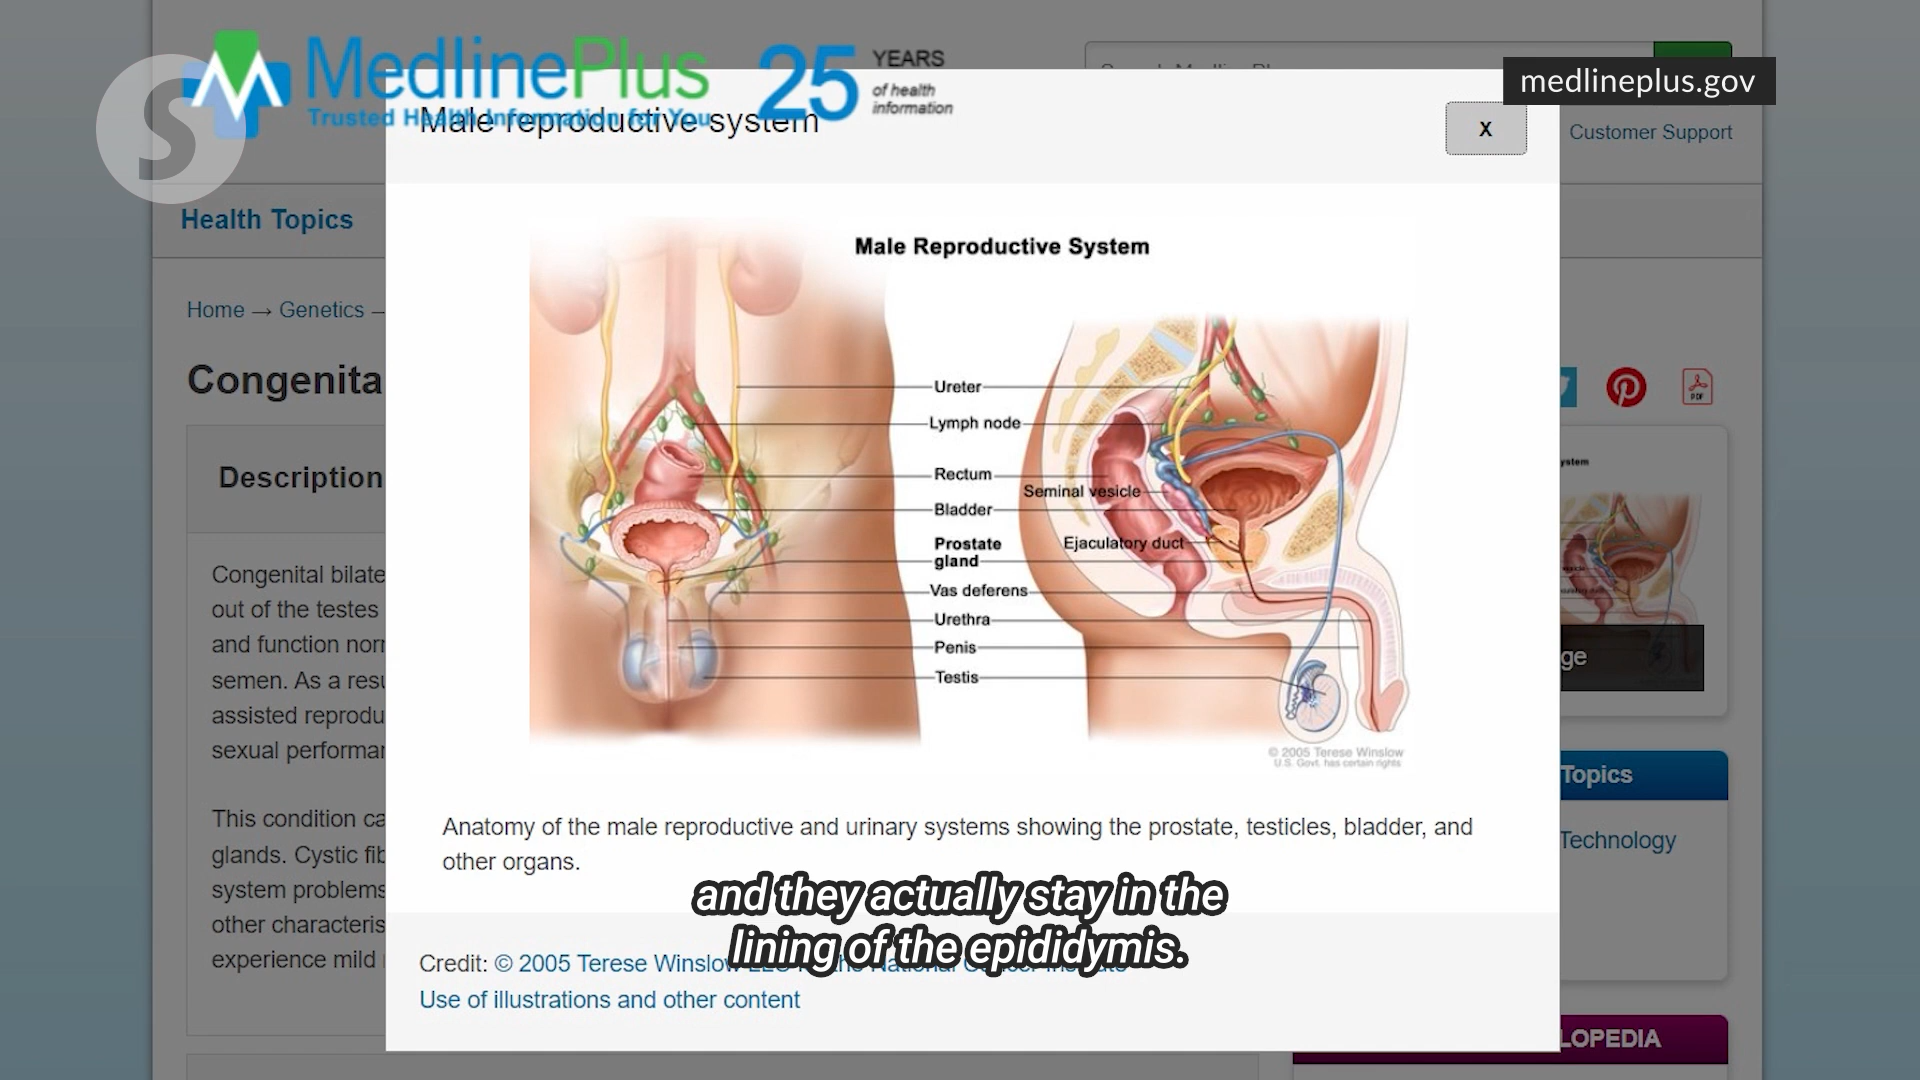 S
MedlinePlus
Trusted Health Information for You
25
YEARS
of health
information
medlineplus.gov
Male reproductive system
X
Customer Support
Health Topics
Home → Genetics →
Congenita
Description
Congenital bilate
out of the testes
and function norr
semen. As a resu
assisted reprodu
sexual performar
This condition ca
glands. Cystic fib
system problems
other characteris
experience mild
Male Reproductive System
Ureter
Lymph node
Rectum
Seminal vesicle
Bladder
Prostate
gland
Ejaculatory duct
Vas deferens
Urethra
Penis
Testis
© 2005 Terese Winslow
U.S. Govt. has certain rights
Anatomy of the male reproductive and urinary systems showing the prostate, testicles, bladder, and
other organs.
and they actually stay in the
lining of the epididymis.
Credit: © 2005 Terese Winslow
Use of illustrations and other content
PDF
ystem
ge
Topics
Technology
LOPEDIA